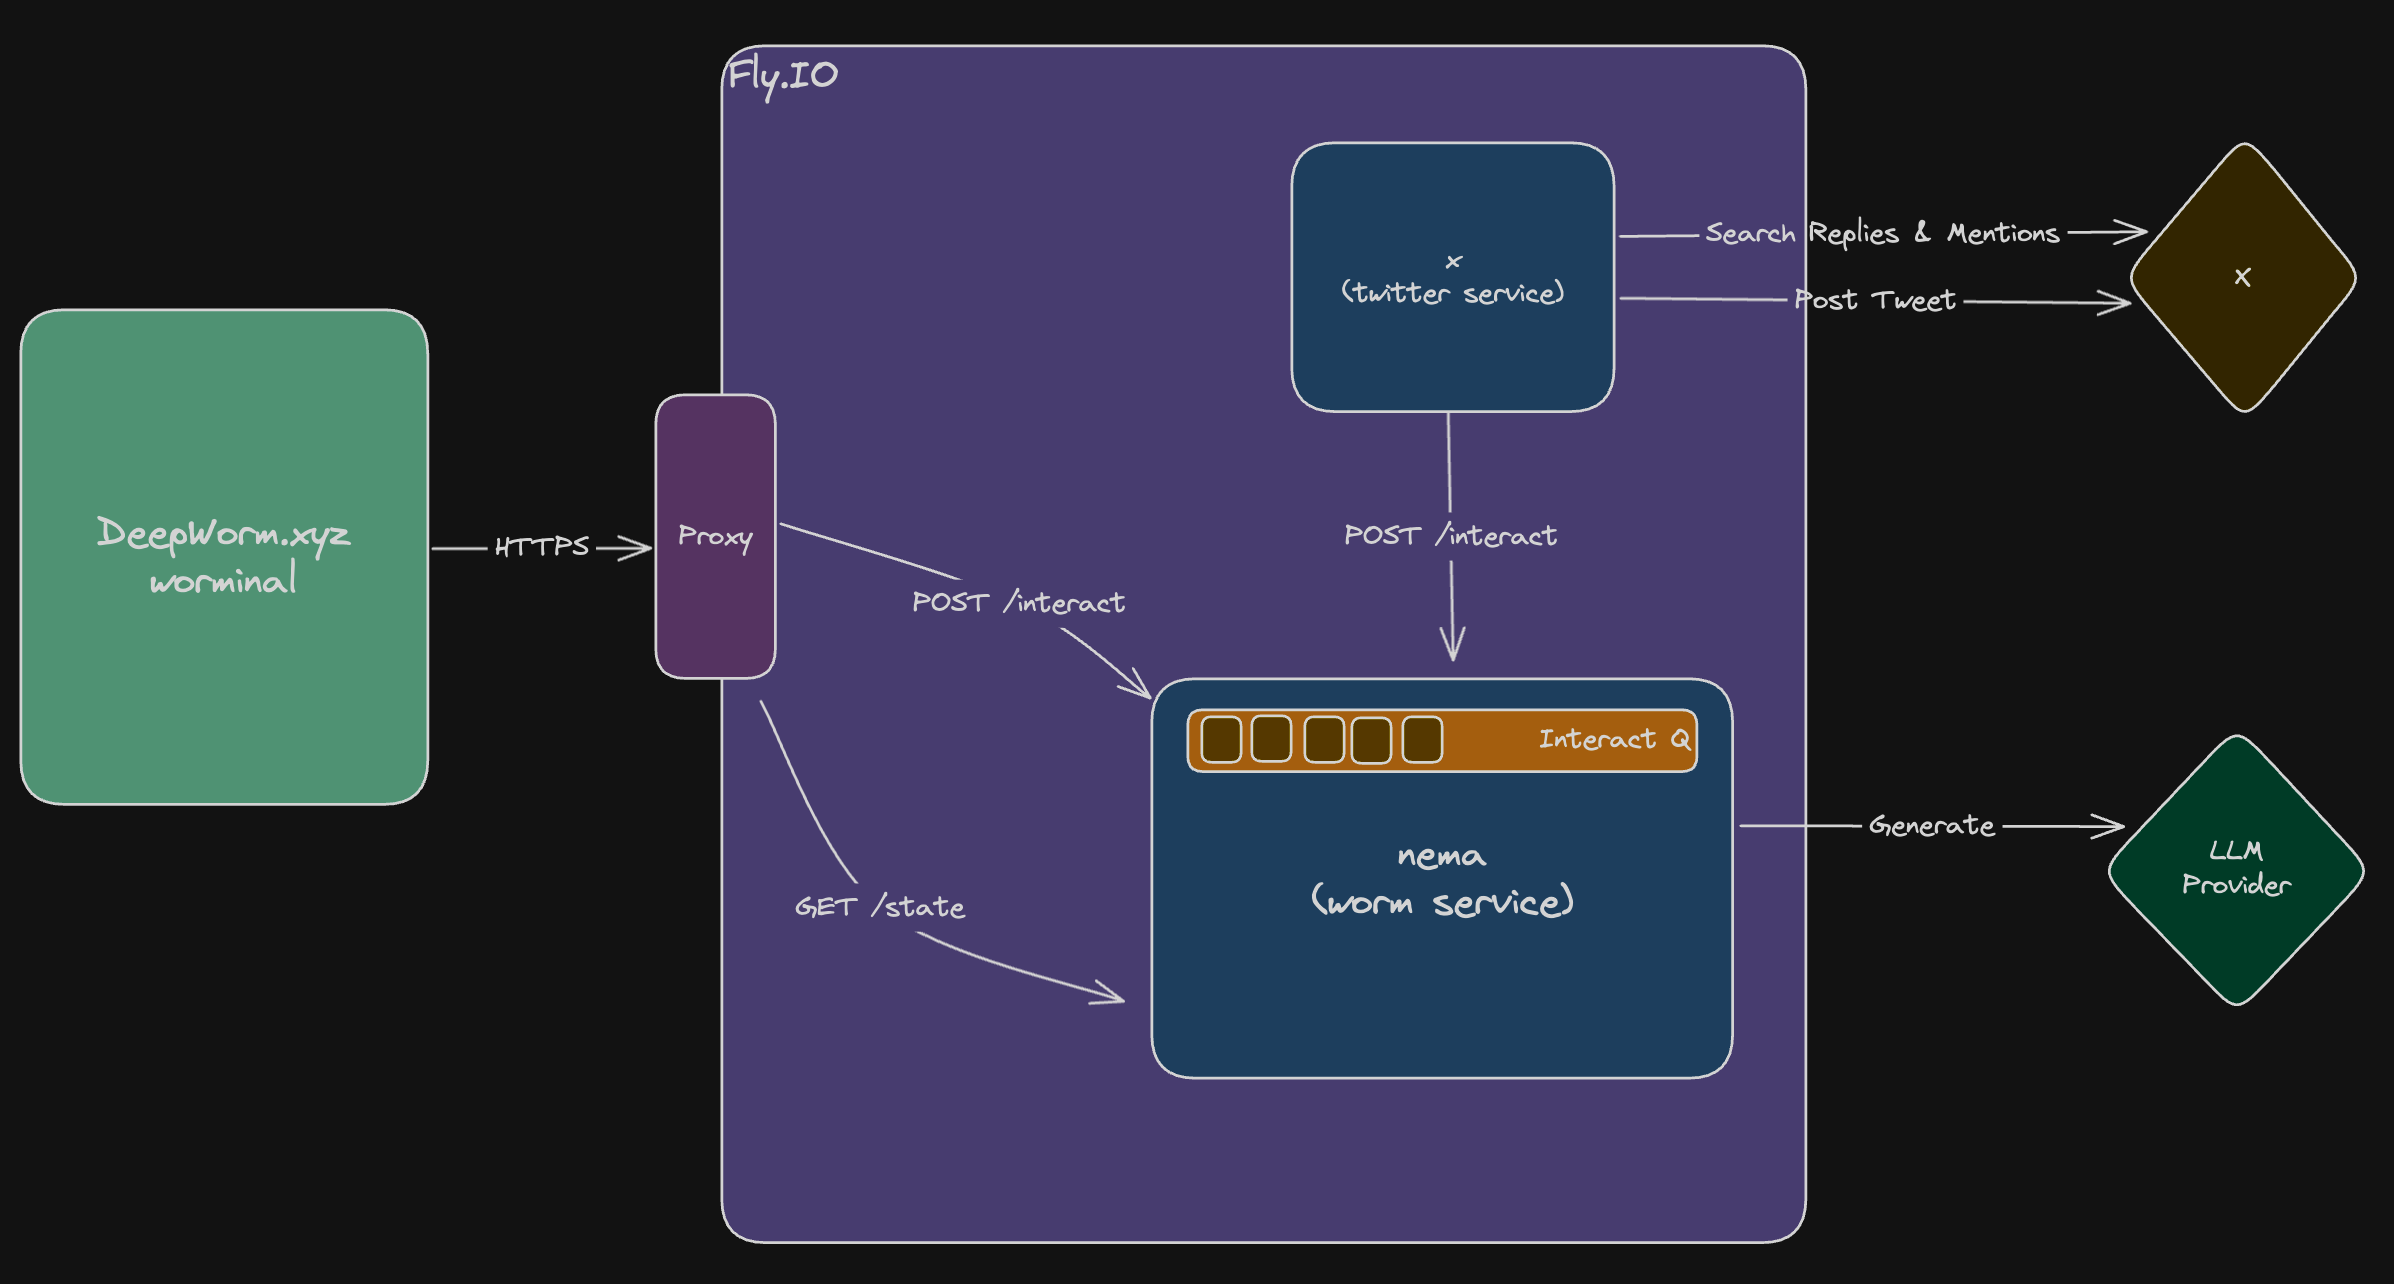 Fly.IO
x
(twitter service)
Search Replies & Mentions
Post Tweet
X
DeepWorm.xyz
worminal
HTTPS
Proxy
POST /interact
POST /interact
Interact Q
nema
(worm service)
GET /state
Generate
LLM
Provider